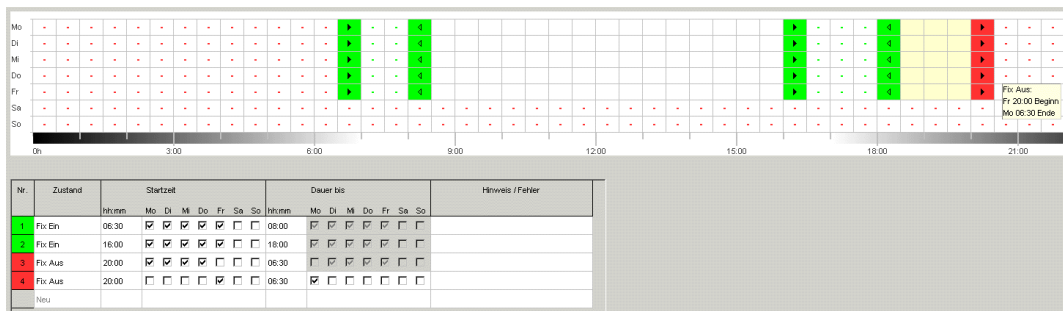 Mo
Di
Mi
Do
Fr
Sa
So
Fix Aus:
Fr 20:00 Beginn
Mo 06:30 Ende
0h 3:00 6:00 9:00 12:00 15:00 18:00 21:00
Nr. Zustand Startzeit Dauer bis Hinweis / Fehler
hh:mm Mo Di Mi Do Fr Sa So hh:mm Mo Di Mi Do Fr Sa So
1 Fix Ein 06:30 08:00
2 Fix Ein 16:00 18:00
3 Fix Aus 20:00 06:30
4 Fix Aus 20:00 06:30
Neu